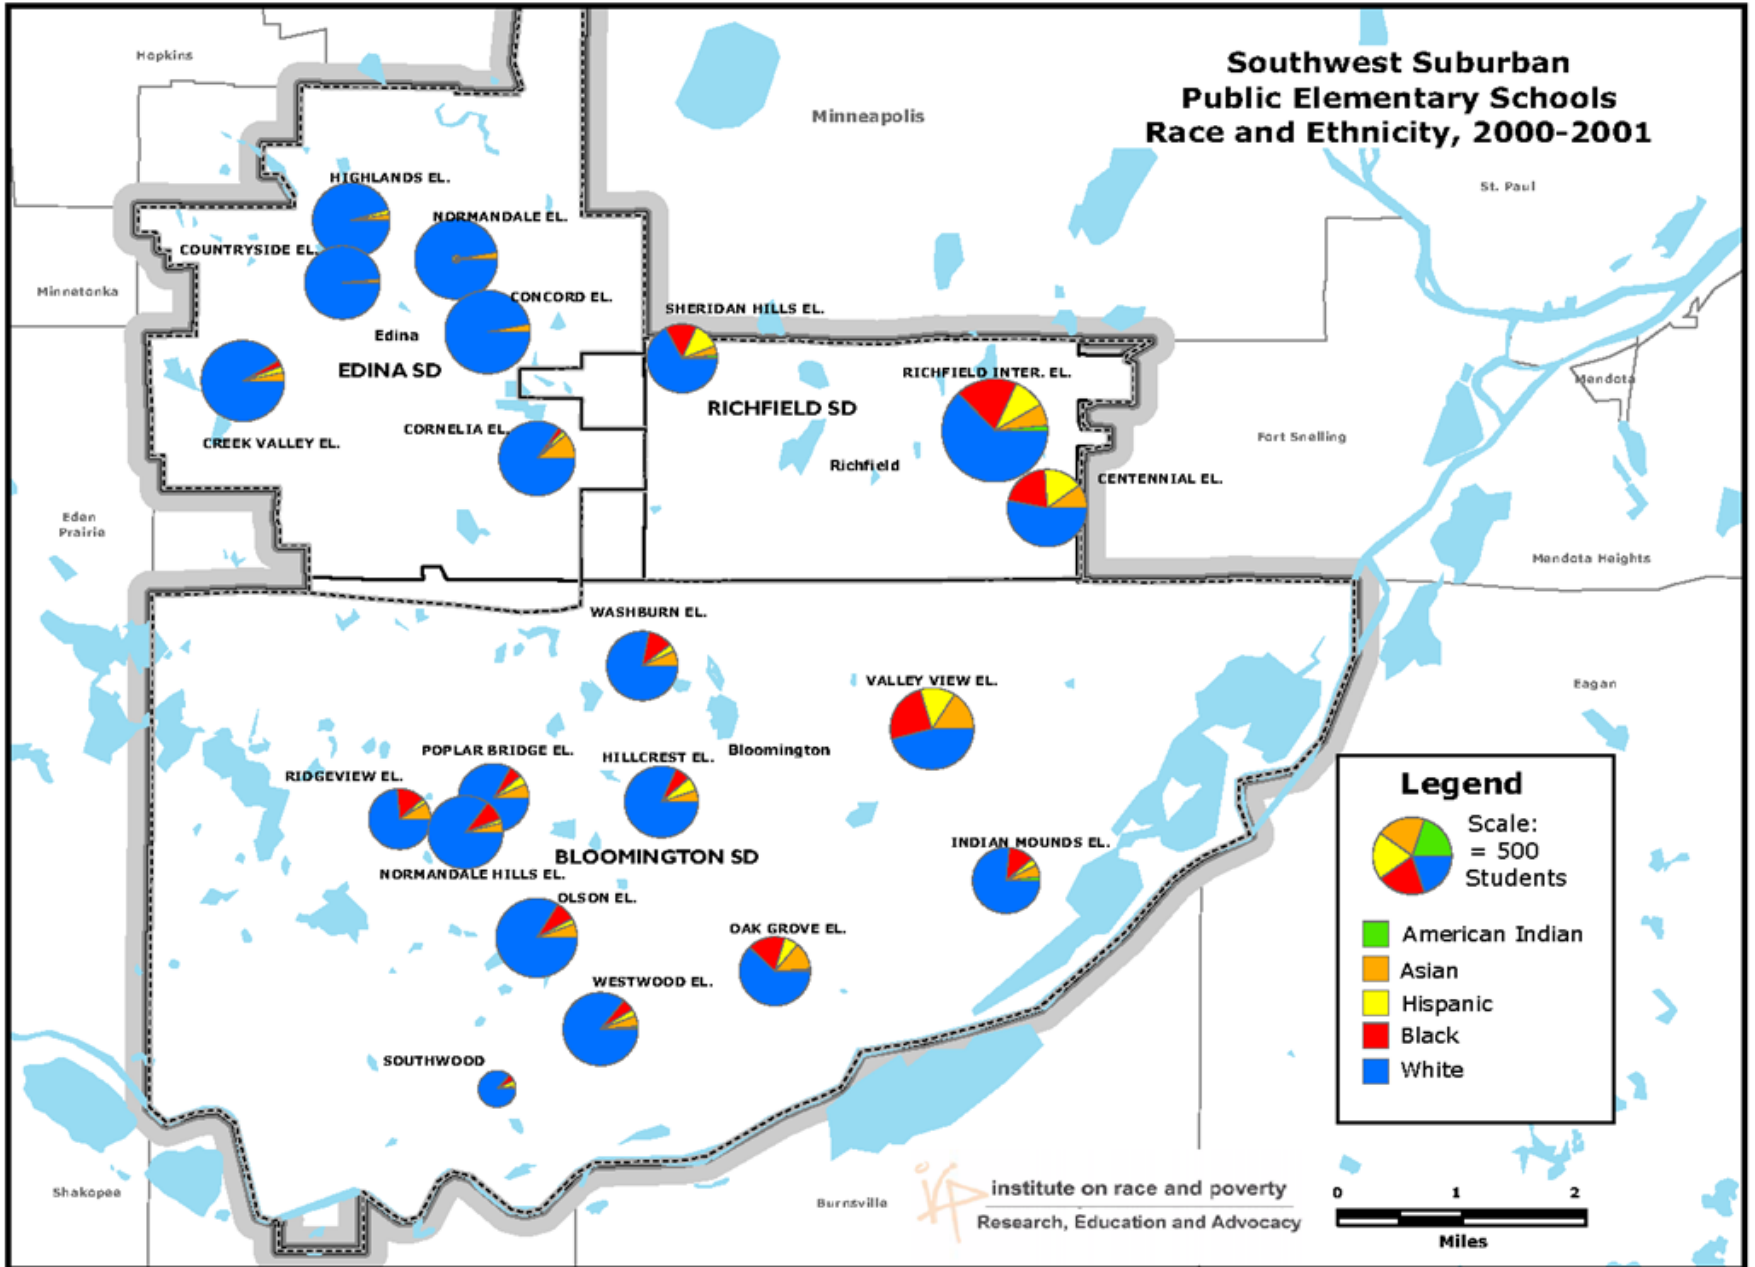 Southwest Suburban
Public Elementary Schools
Race and Ethnicity, 2000-2001
Hopkins
Minneapolis
St. Paul
HIGHLANDS EL.
NORMANDALE EL.
COUNTRYSIDE EL.
Minnetonka
CONCORD EL.
SHERIDAN HILLS EL.
Edina
EDINA SD
RICHFIELD INTER. EL.
Mendota
RICHFIELD SD
CORNELIA EL.
CREEK VALLEY EL.
Fort Snelling
Richfield
CENTENNIAL EL.
Eden
Prairie
Mendota Heights
WASHBURN EL.
VALLEY VIEW EL.
Eagan
POPLAR BRIDGE EL.
HILLCREST EL.
Bloomington
RIDGEVIEW EL.
BLOOMINGTON SD
INDIAN MOUNDS EL.
NORMANDALE HILLS EL.
OLSON EL.
OAK GROVE EL.
WESTWOOD EL.
SOUTHWOOD
Legend
Scale:
= 500
Students
American Indian
Asian
Hispanic
Black
White
Shakopee
Burnsville
irp
institute on race and poverty
Research, Education and Advocacy
0 1 2
Miles